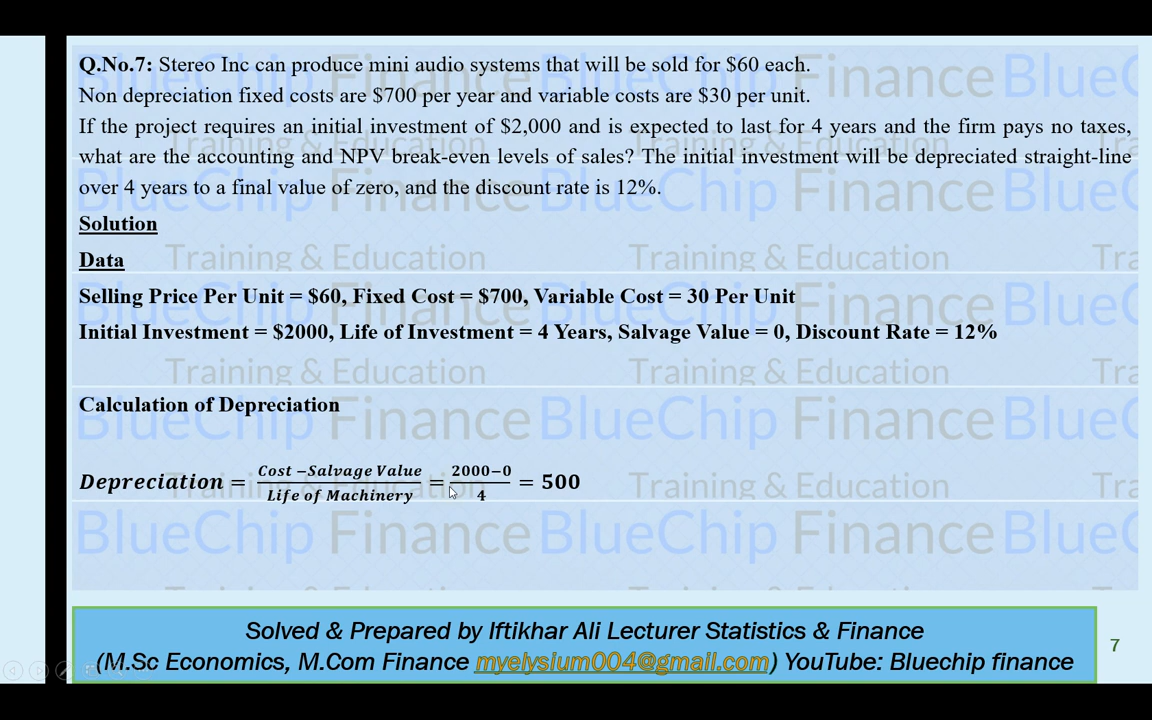 Q.No.7: Stereo Inc can produce mini audio systems that will be sold for $60 each.
Non depreciation fixed costs are $700 per year and variable costs are $30 per unit.
If the project requires an initial investment of $2,000 and is expected to last for 4 years and the firm pays no taxes,
what are the accounting and NPV break-even levels of sales? The initial investment will be depreciated straight-line
over 4 years to a final value of zero, and the discount rate is 12%.
Solution
Data
Selling Price Per Unit = $60, Fixed Cost = $700, Variable Cost = 30 Per Unit
Initial Investment = $2000, Life of Investment = 4 Years, Salvage Value = 0, Discount Rate = 12%
Calculation of Depreciation
Depreciation = Cost −Salvage Value / Life of Machinery = 2000−0 / 4 = 500
BlueChip Finance
Training & Education
Solved & Prepared by Iftikhar Ali Lecturer Statistics & Finance
(M.Sc Economics, M.Com Finance myelysium004@gmail.com) YouTube: Bluechip finance
7